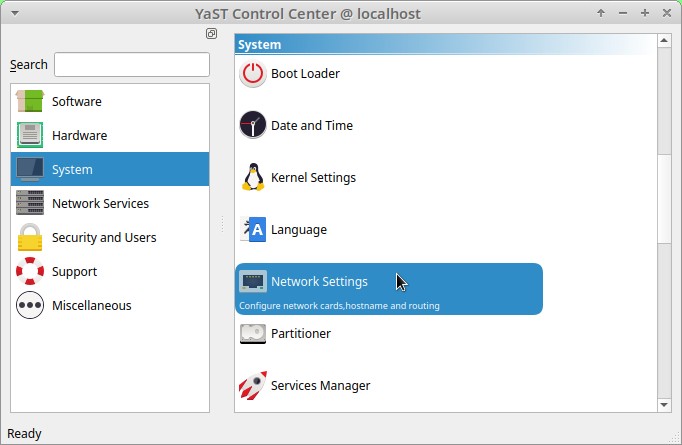 YaST Control Center @ localhost
Search
Software
Hardware
System
Network Services
Security and Users
Support
Miscellaneous
System
Boot Loader
Date and Time
Kernel Settings
A
Language
Network Settings
Configure network cards,hostname and routing
Partitioner
Services Manager
Ready